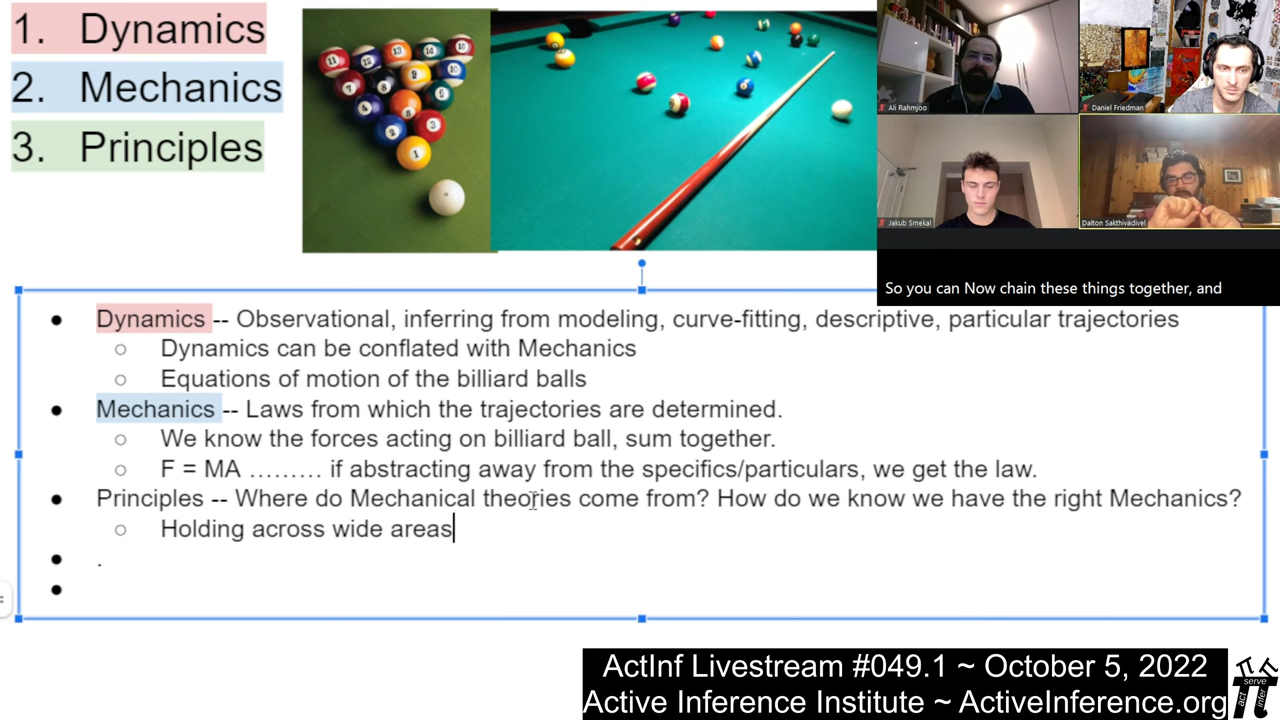 1. Dynamics
2. Mechanics
3. Principles
Ali Rahmjoo
Daniel Friedman
Jakub Smekal
Dalton Sakthivadivel
So you can Now chain these things together, and
● Dynamics -- Observational, inferring from modeling, curve-fitting, descriptive, particular trajectories
○ Dynamics can be conflated with Mechanics
○ Equations of motion of the billiard balls
● Mechanics -- Laws from which the trajectories are determined.
○ We know the forces acting on billiard ball, sum together.
○ F = MA ……... if abstracting away from the specifics/particulars, we get the law.
● Principles -- Where do Mechanical theories come from? How do we know we have the right Mechanics?
○ Holding across wide areas
● .
●
ActInf Livestream #049.1 ~ October 5, 2022
Active Inference Institute ~ ActiveInference.org
serve
act
infer